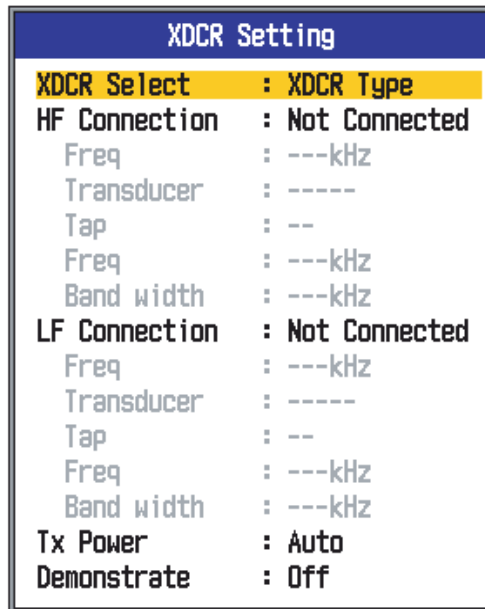 XDCR Setting
XDCR Select : XDCR Type
HF Connection : Not Connected
Freq : ---kHz
Transducer : -----
Tap : --
Freq : ---kHz
Band width : ---kHz
LF Connection : Not Connected
Freq : ---kHz
Transducer : -----
Tap : --
Freq : ---kHz
Band width : ---kHz
Tx Power : Auto
Demonstrate : Off